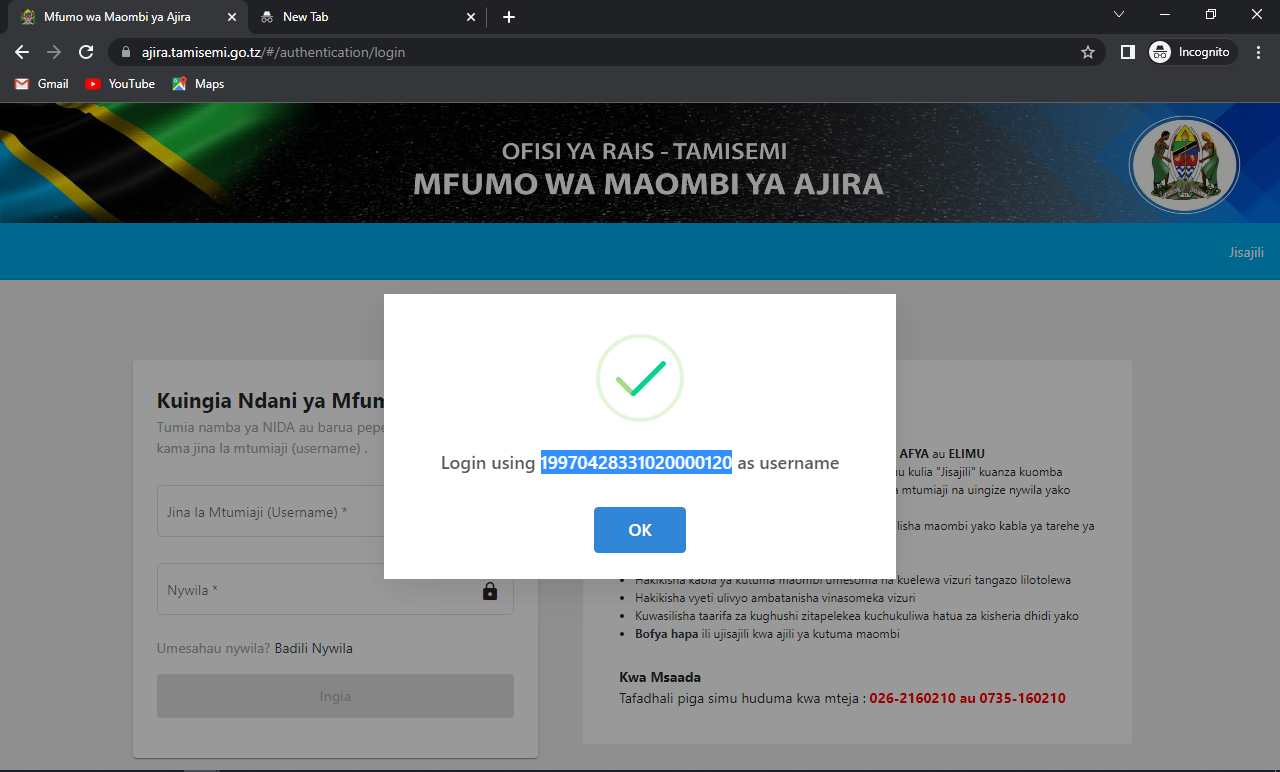 Mfumo wa Maombi ya Ajira
New Tab
ajira.tamisemi.go.tz/#/authentication/login
Incognito
Gmail
YouTube
Maps
OFISI YA RAIS - TAMISEMI
MFUMO WA MAOMBI YA AJIRA
Jisajili
Login using 19970428331020000120 as username
OK
Kuingia Ndani ya Mfum
Tumia namba ya NIDA au barua pepe
kama jina la mtumiaji (username) .
Jina la Mtumiaji (Username) *
Nywila *
Umesahau nywila? Badili Nywila
Ingia
AFYA au ELIMU
kulia "Jisajili" kuanza kuomba
mtumiaji na uingize nywila yako
lisha maombi yako kabla ya tarehe ya
Hakikisha kabla ya kutuma maombi umesoma na kuelewa vizuri tangazo lilotolewa
Hakikisha vyeti ulivyo ambatanisha vinasomeka vizuri
Kuwasilisha taarifa za kughushi zitapelekea kuchukuliwa hatua za kisheria dhidi yako
Bofya hapa ili ujisajili kwa ajili ya kutuma maombi
Kwa Msaada
Tafadhali piga simu huduma kwa mteja : 026-2160210 au 0735-160210